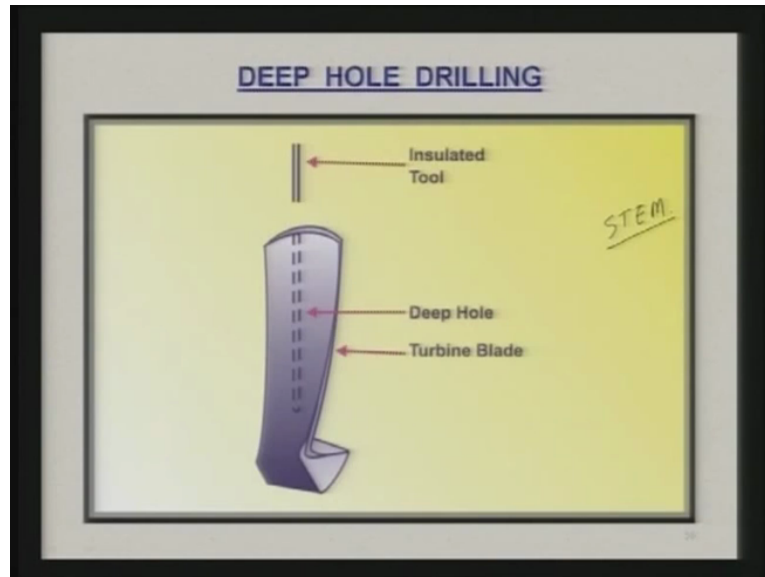 DEEP HOLE DRILLING
Insulated
Tool
STEM.
Deep Hole
Turbine Blade